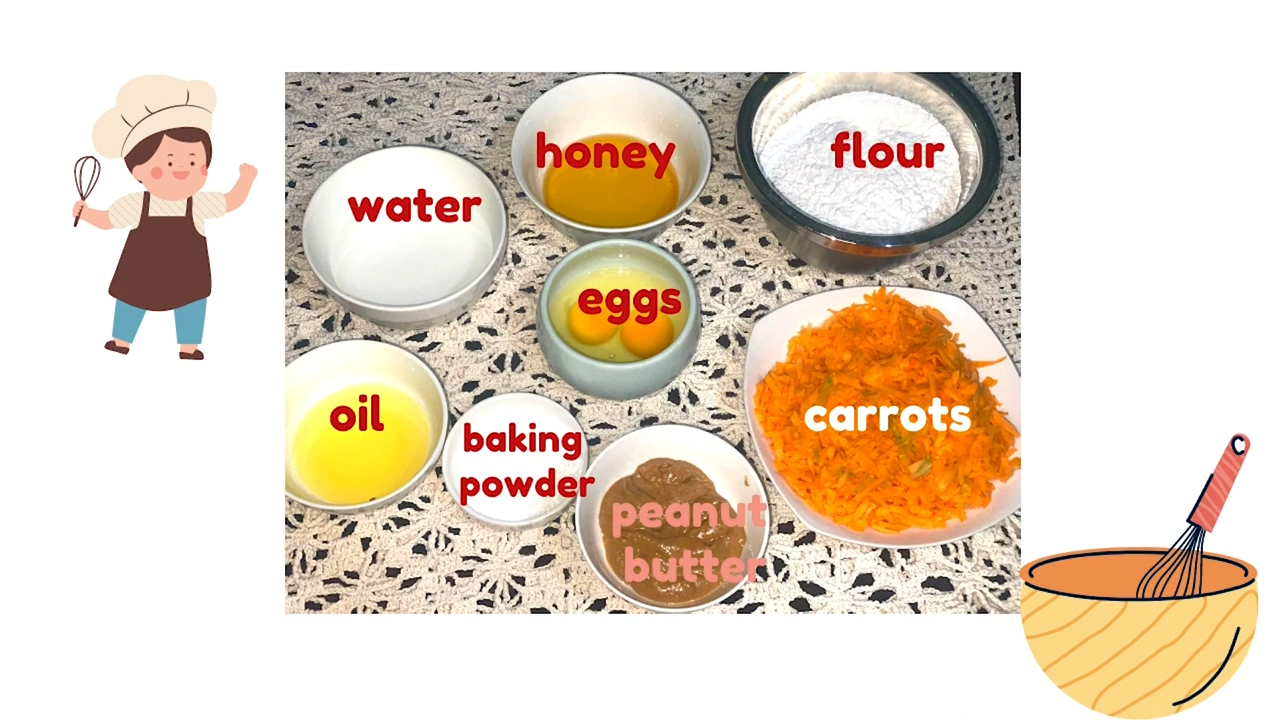 honey
flour
water
eggs
oil
carrots
baking
powder
peanut
butter